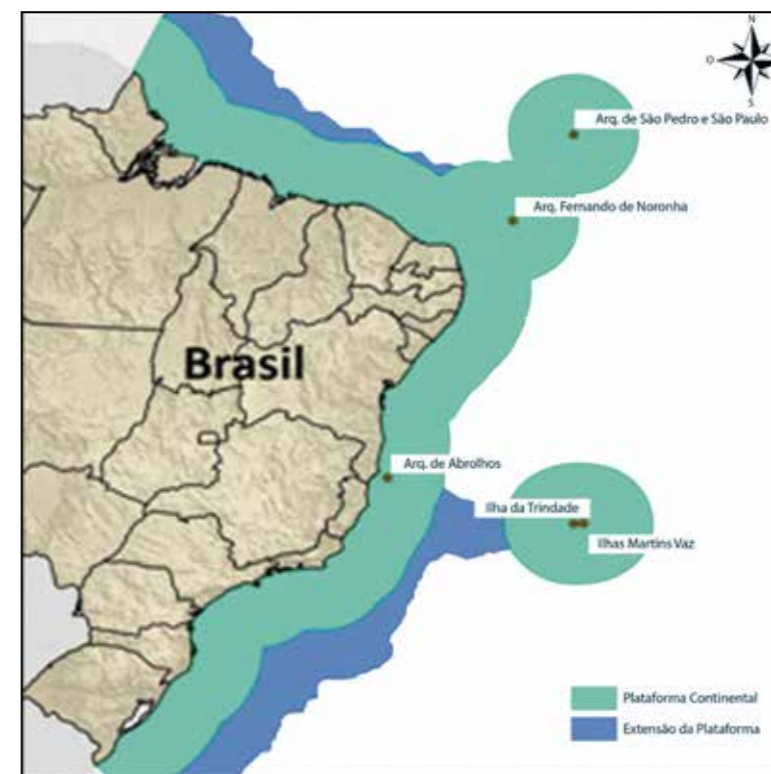 N
O
S
Arq. de São Pedro e São Paulo
Arq. Fernando de Noronha
Brasil
Arq. de Abrolhos
Ilha da Trindade
Ilhas Martins Vaz
Plataforma Continental
Extensão da Plataforma